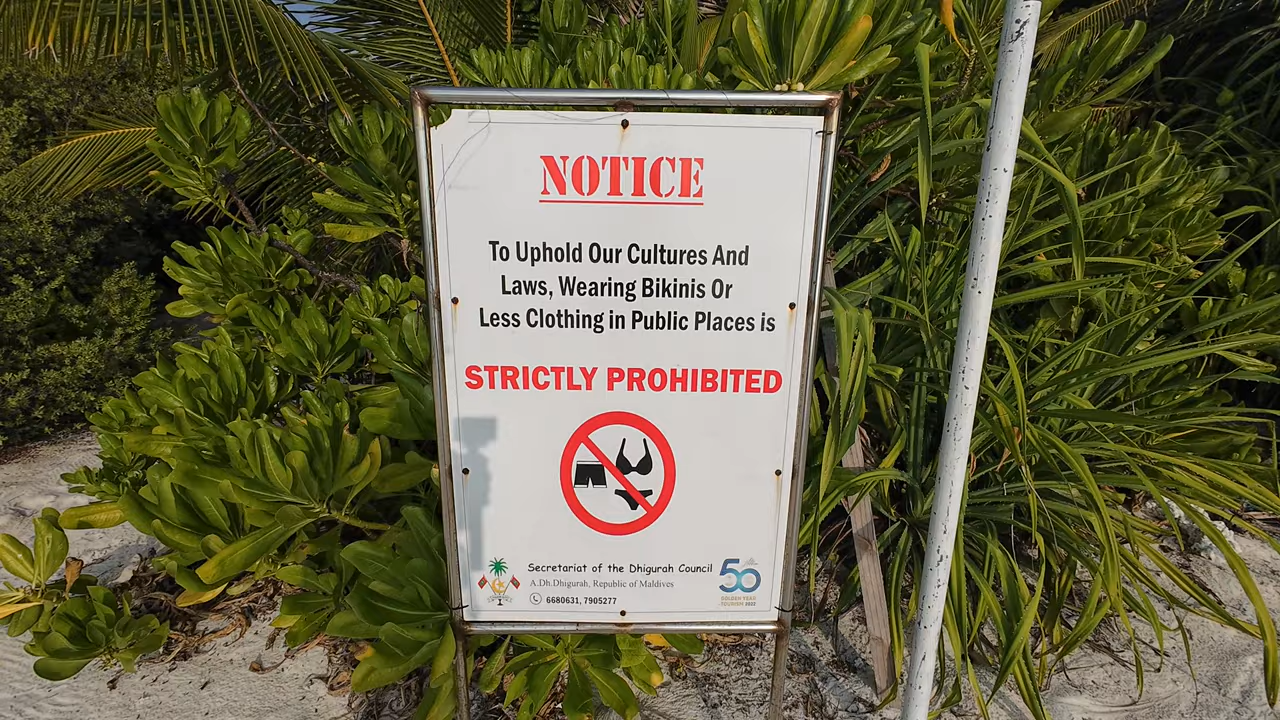 NOTICE
To Uphold Our Cultures And
Laws, Wearing Bikinis Or
Less Clothing in Public Places is
STRICTLY PROHIBITED
Secretariat of the Dhigurah Council
A.Dh.Dhigurah, Republic of Maldives
6680631, 7905277
50
GOLDEN YEAR
TOURISM 2022